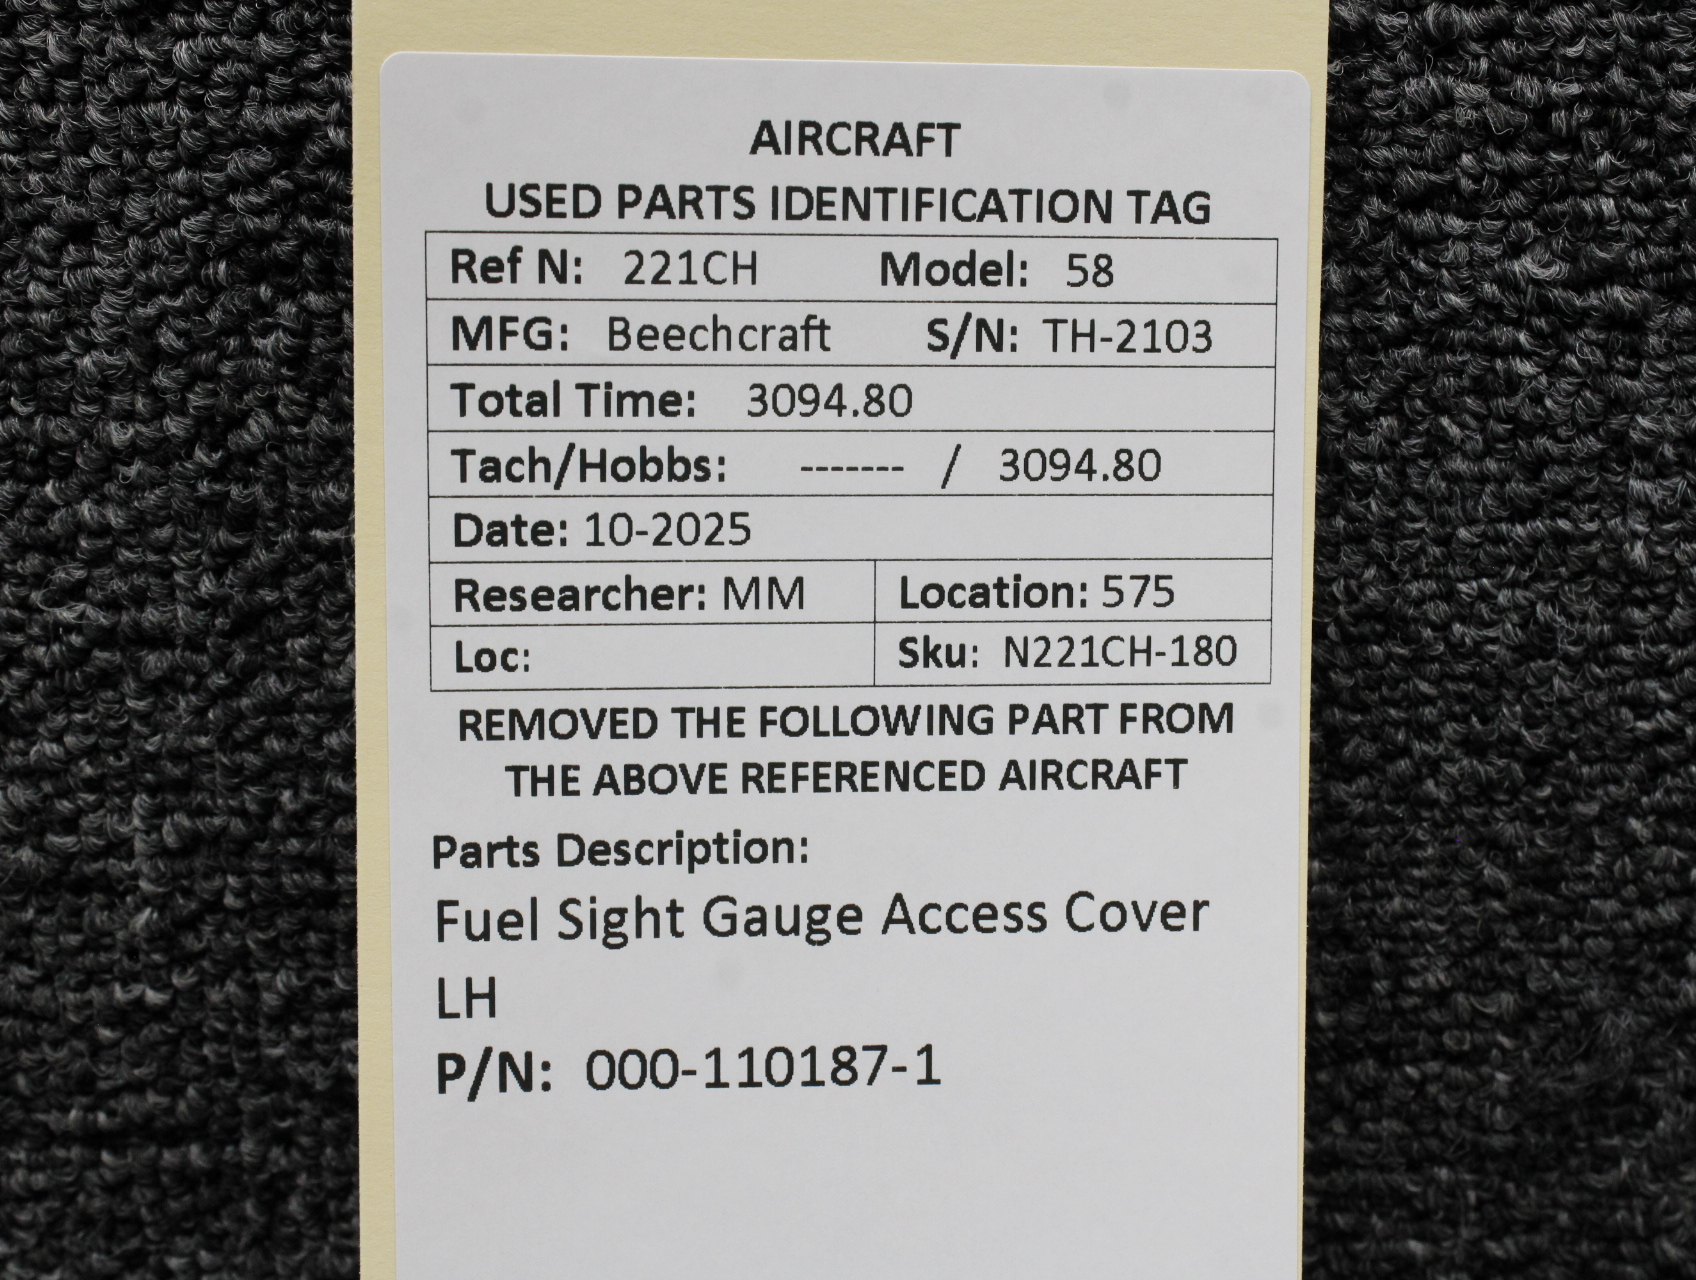 AIRCRAFT
USED PARTS IDENTIFICATION TAG
Ref N: 221CH Model: 58
MFG: Beechcraft S/N: TH-2103
Total Time: 3094.80
Tach/Hobbs: ------- / 3094.80
Date: 10-2025
Researcher: MM Location: 575
Loc: Sku: N221CH-180
REMOVED THE FOLLOWING PART FROM
THE ABOVE REFERENCED AIRCRAFT
Parts Description:
Fuel Sight Gauge Access Cover
LH
P/N: 000-110187-1